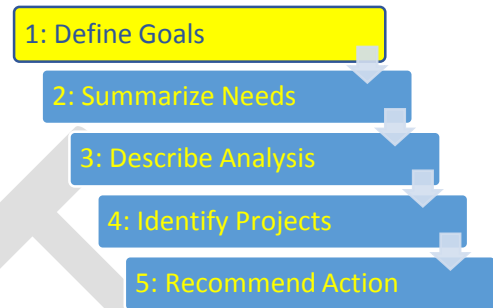 1: Define Goals
2: Summarize Needs
3: Describe Analysis
4: Identify Projects
5: Recommend Action